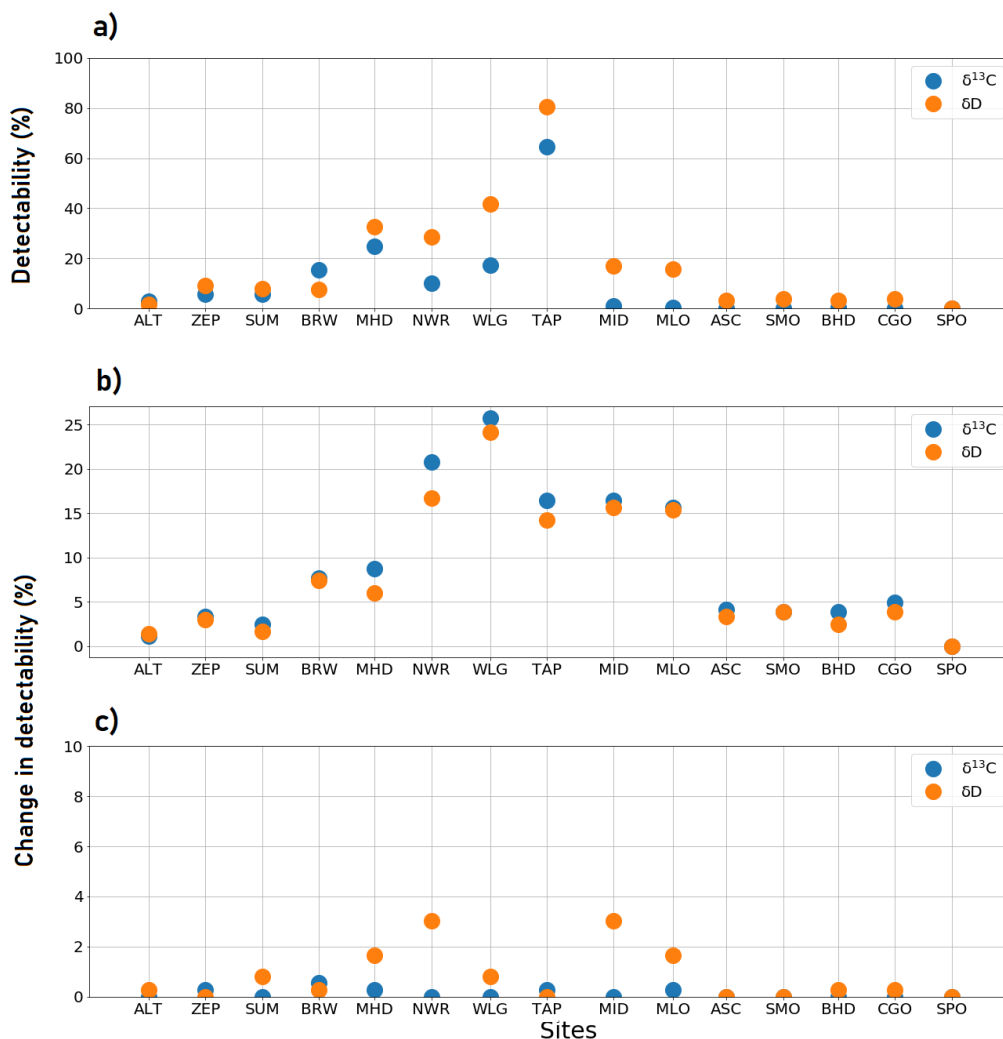 a)
Detectability (%)
100
80
60
40
20
0
δ¹³C
δD
ALT ZEP SUM BRW MHD NWR WLG TAP MID MLO ASC SMO BHD CGO SPO
b)
Change in detectability (%)
25
20
15
10
5
0
δ¹³C
δD
ALT ZEP SUM BRW MHD NWR WLG TAP MID MLO ASC SMO BHD CGO SPO
c)
10
8
6
4
2
0
δ¹³C
δD
ALT ZEP SUM BRW MHD NWR WLG TAP MID MLO ASC SMO BHD CGO SPO
Sites